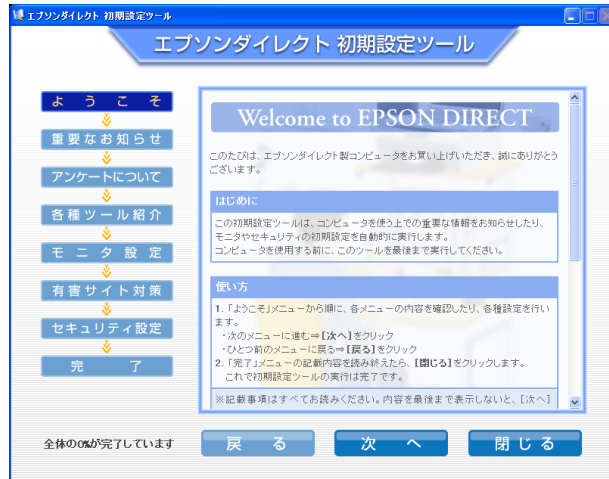 エプソンダイレクト 初期設定ツール
エプソンダイレクト 初期設定ツール
ようこそ
重要なお知らせ
アンケートについて
各種ツール紹介
モニタ設定
有害サイト対策
セキュリティ設定
完了
Welcome to EPSON DIRECT
このたびは、エプソンダイレクト製コンピュータをお買い上げいただき、誠にありがとう
ございます。
はじめに
この初期設定ツールは、コンピュータを使う上での重要な情報をお知らせしたり、
モニタやセキュリティの初期設定を自動的に実行します。
コンピュータを使用する前に、このツールを最後まで実行してください。
使い方
1. 「ようこそ」メニューから順に、各メニューの内容を確認したり、各種設定を行い
ます。
・次のメニューに進む⇒[次へ]をクリック
・ひとつ前のメニューに戻る⇒[戻る]をクリック
2. 「完了」メニューの記載内容を読み終えたら、[閉じる]をクリックします。
これで初期設定ツールの実行は完了です。
※記載事項はすべてお読みください。内容を最後まで表示しないと、[次へ]
全体の0%が完了しています
戻る
次へ
閉じる